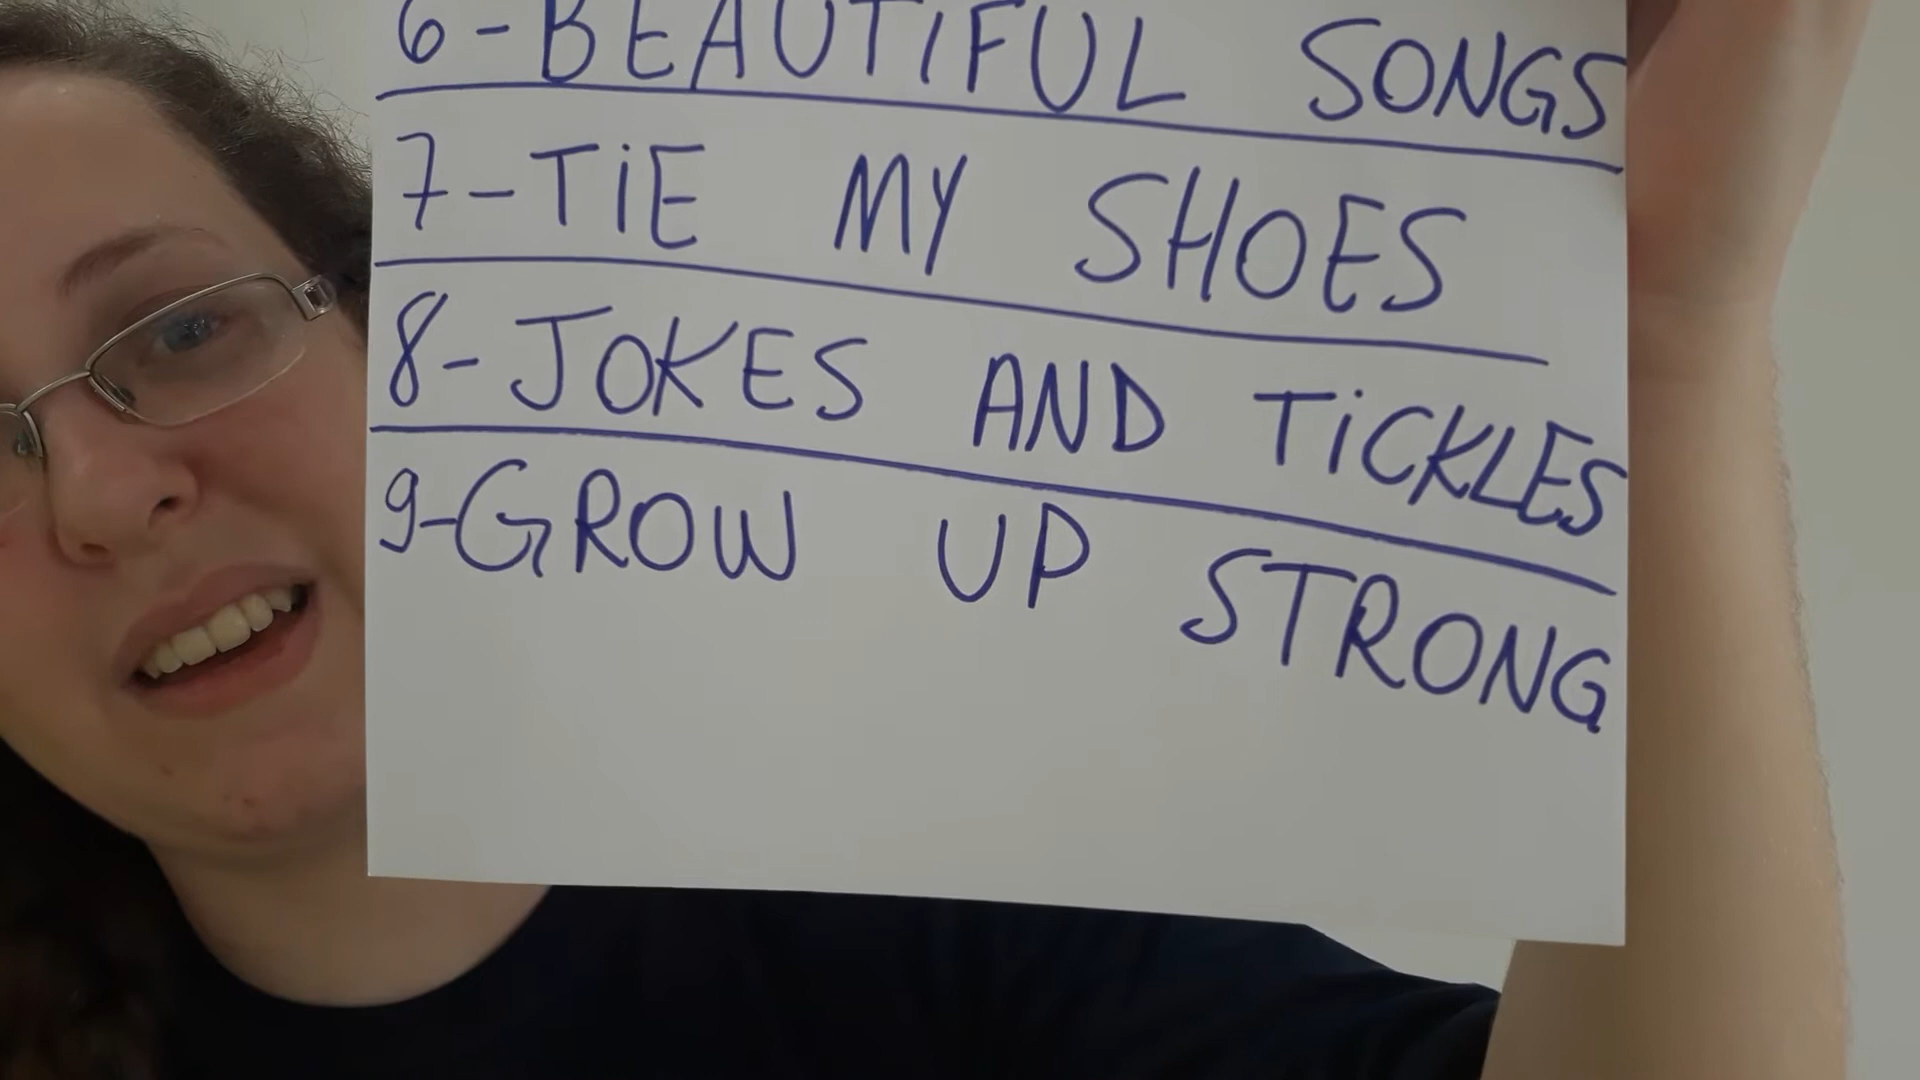 6-BEAUTIFUL SONGS
7-TiE MY SHOES
8-JOKES AND TiCKLES
9-GROW UP STRONG